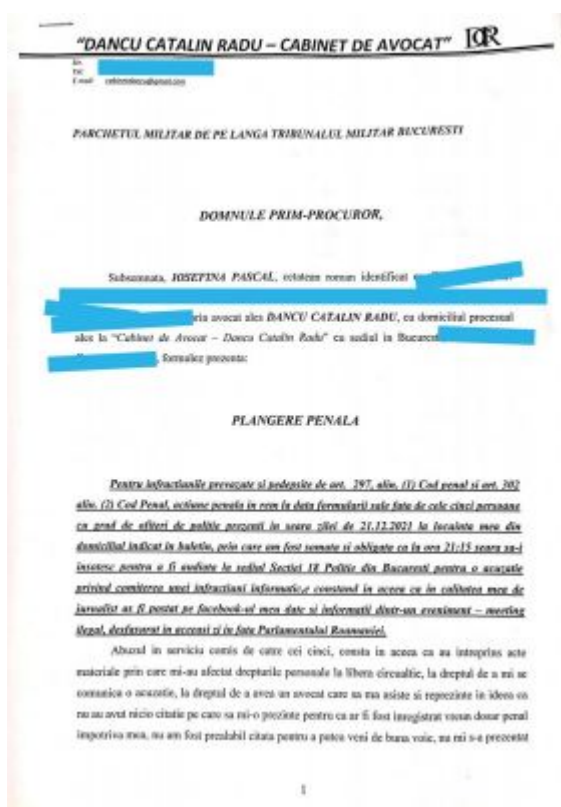 "DANCU CATALIN RADU – CABINET DE AVOCAT" DCR
Tel.
E-mail
PARCHETUL MILITAR DE PE LANGA TRIBUNALUL MILITAR BUCURESTI
DOMNULE PRIM-PROCUROR,
Subsemnata, IOSEFINA PASCAL, cetatean roman identificat
prin avocat ales DANCU CATALIN RADU, cu domiciliul procesual
ales la "Cabinet de Avocat – Dancu Catalin Radu" cu sediul in Bucuresti
, formulez prezenta:
PLANGERE PENALA
Pentru infractiunile prevazute si pedepsite de art. 297, alin. (1) Cod penal si art. 302
alin. (2) Cod Penal, actiune penala in rem la data formularii sale fata de cele cinci persoane
cu grad de ofiteri de politie prezenti in seara zilei de 21.12.2021 la locuinta mea din
domiciliul indicat in buletin, prin care am fost somata si obligata ca la ora 21:15 seara sa-i
insotesc pentru a fi audiata la sediul Sectiei 18 Politie din Bucuresti pentru o acuzatie
privind comiterea unei infractiuni informatic,e constand in aceea ca in calitatea mea de
jurnalist as fi postat pe facebook-ul meu date si informatii dintr-un eveniment – meeting
ilegal, desfasurat in aceeasi zi in fata Parlamentului Roamaniei.
Abuzul in serviciu comis de catre cei cinci, consta in aceea ca au intreprins acte
materiale prin care mi-au afectat drepturile personale la libera circualtie, la dreptul de a mi se
comunica o acuzatie, la dreptul de a avea un avocat care sa ma asiste si reprezinte in ideea ca
nu au avut nicio citatie pe care sa mi-o prezinte pentru ca ar fi fost inregistrat vreun dosar penal
impotriva mea, nu am fost prealabil citata pentru a putea veni de buna voie, nu mi s-a prezentat
1